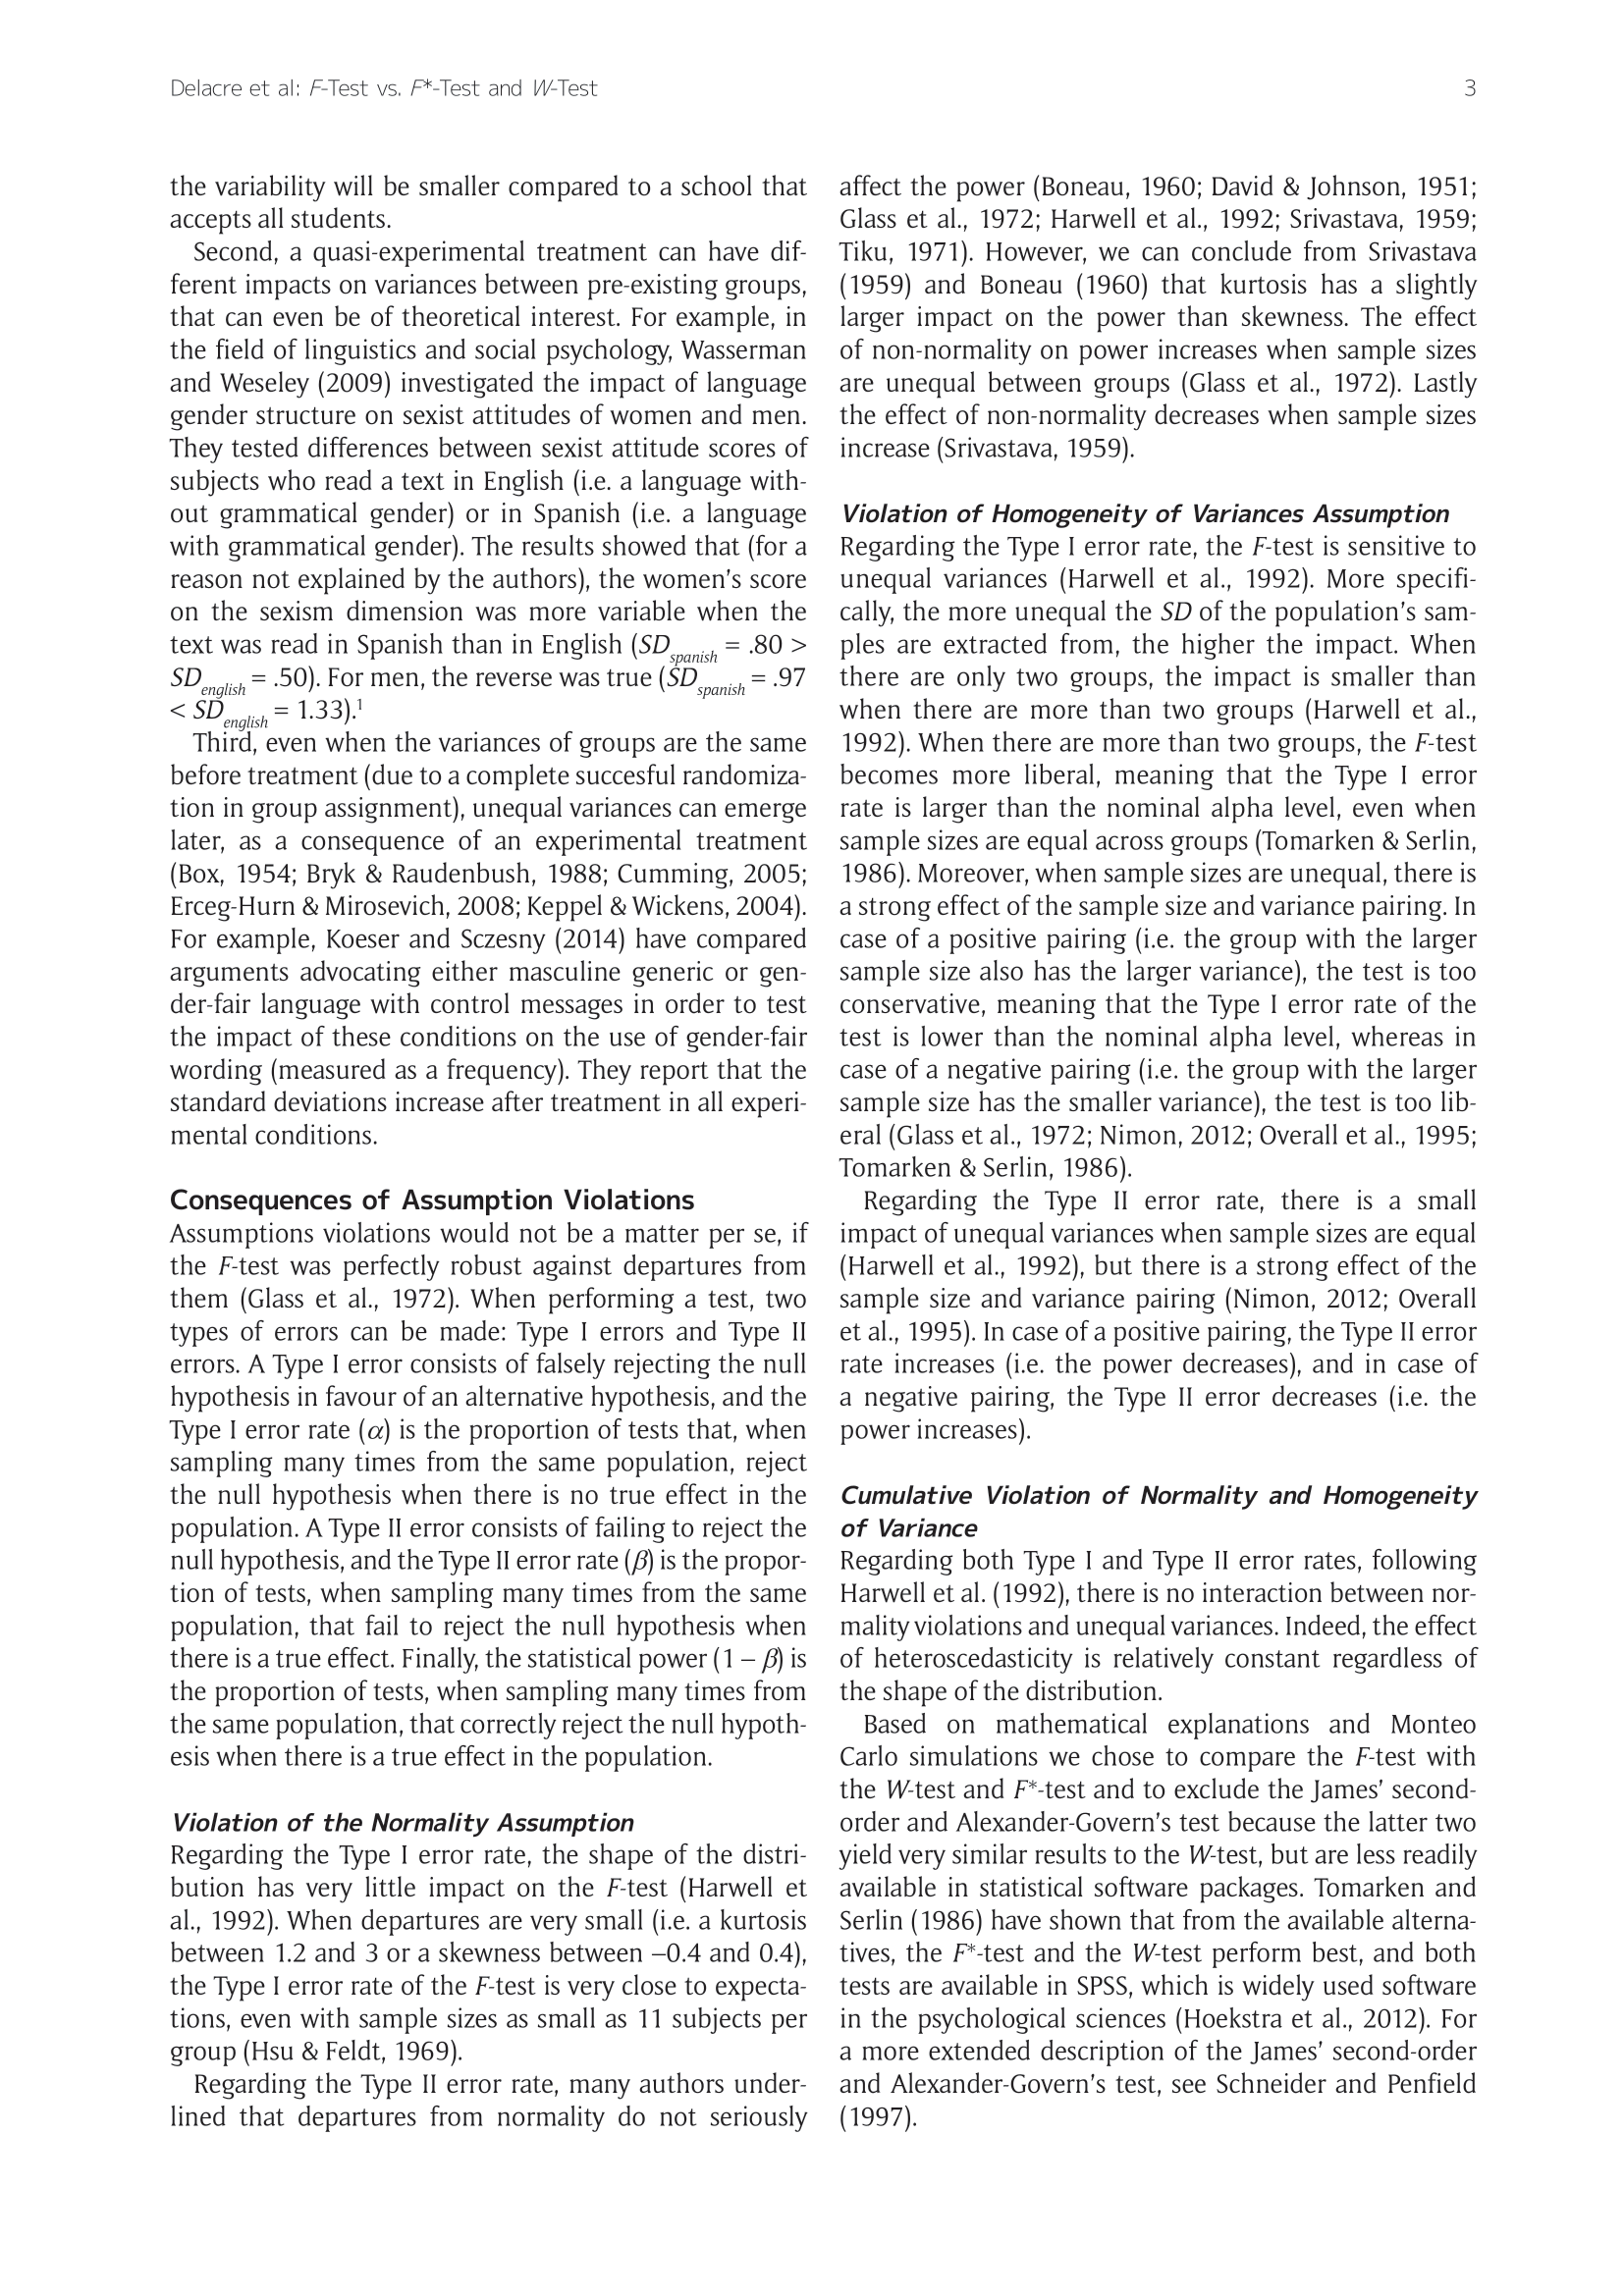 Delacre et al: F-Test vs. F*-Test and W-Test 3
the variability will be smaller compared to a school that
accepts all students.
Second, a quasi-experimental treatment can have dif-
ferent impacts on variances between pre-existing groups,
that can even be of theoretical interest. For example, in
the field of linguistics and social psychology, Wasserman
and Weseley (2009) investigated the impact of language
gender structure on sexist attitudes of women and men.
They tested differences between sexist attitude scores of
subjects who read a text in English (i.e. a language with-
out grammatical gender) or in Spanish (i.e. a language
with grammatical gender). The results showed that (for a
reason not explained by the authors), the women's score
on the sexism dimension was more variable when the
text was read in Spanish than in English (SD_spanish = .80 >
SD_english = .50). For men, the reverse was true (SD_spanish = .97
< SD_english = 1.33).¹
Third, even when the variances of groups are the same
before treatment (due to a complete succesful randomiza-
tion in group assignment), unequal variances can emerge
later, as a consequence of an experimental treatment
(Box, 1954; Bryk & Raudenbush, 1988; Cumming, 2005;
Erceg-Hurn & Mirosevich, 2008; Keppel & Wickens, 2004).
For example, Koeser and Sczesny (2014) have compared
arguments advocating either masculine generic or gen-
der-fair language with control messages in order to test
the impact of these conditions on the use of gender-fair
wording (measured as a frequency). They report that the
standard deviations increase after treatment in all experi-
mental conditions.
Consequences of Assumption Violations
Assumptions violations would not be a matter per se, if
the F-test was perfectly robust against departures from
them (Glass et al., 1972). When performing a test, two
types of errors can be made: Type I errors and Type II
errors. A Type I error consists of falsely rejecting the null
hypothesis in favour of an alternative hypothesis, and the
Type I error rate (α) is the proportion of tests that, when
sampling many times from the same population, reject
the null hypothesis when there is no true effect in the
population. A Type II error consists of failing to reject the
null hypothesis, and the Type II error rate (β) is the propor-
tion of tests, when sampling many times from the same
population, that fail to reject the null hypothesis when
there is a true effect. Finally, the statistical power (1 – β) is
the proportion of tests, when sampling many times from
the same population, that correctly reject the null hypoth-
esis when there is a true effect in the population.
Violation of the Normality Assumption
Regarding the Type I error rate, the shape of the distri-
bution has very little impact on the F-test (Harwell et
al., 1992). When departures are very small (i.e. a kurtosis
between 1.2 and 3 or a skewness between –0.4 and 0.4),
the Type I error rate of the F-test is very close to expecta-
tions, even with sample sizes as small as 11 subjects per
group (Hsu & Feldt, 1969).
Regarding the Type II error rate, many authors under-
lined that departures from normality do not seriously
affect the power (Boneau, 1960; David & Johnson, 1951;
Glass et al., 1972; Harwell et al., 1992; Srivastava, 1959;
Tiku, 1971). However, we can conclude from Srivastava
(1959) and Boneau (1960) that kurtosis has a slightly
larger impact on the power than skewness. The effect
of non-normality on power increases when sample sizes
are unequal between groups (Glass et al., 1972). Lastly
the effect of non-normality decreases when sample sizes
increase (Srivastava, 1959).
Violation of Homogeneity of Variances Assumption
Regarding the Type I error rate, the F-test is sensitive to
unequal variances (Harwell et al., 1992). More specifi-
cally, the more unequal the SD of the population's sam-
ples are extracted from, the higher the impact. When
there are only two groups, the impact is smaller than
when there are more than two groups (Harwell et al.,
1992). When there are more than two groups, the F-test
becomes more liberal, meaning that the Type I error
rate is larger than the nominal alpha level, even when
sample sizes are equal across groups (Tomarken & Serlin,
1986). Moreover, when sample sizes are unequal, there is
a strong effect of the sample size and variance pairing. In
case of a positive pairing (i.e. the group with the larger
sample size also has the larger variance), the test is too
conservative, meaning that the Type I error rate of the
test is lower than the nominal alpha level, whereas in
case of a negative pairing (i.e. the group with the larger
sample size has the smaller variance), the test is too lib-
eral (Glass et al., 1972; Nimon, 2012; Overall et al., 1995;
Tomarken & Serlin, 1986).
Regarding the Type II error rate, there is a small
impact of unequal variances when sample sizes are equal
(Harwell et al., 1992), but there is a strong effect of the
sample size and variance pairing (Nimon, 2012; Overall
et al., 1995). In case of a positive pairing, the Type II error
rate increases (i.e. the power decreases), and in case of
a negative pairing, the Type II error decreases (i.e. the
power increases).
Cumulative Violation of Normality and Homogeneity
of Variance
Regarding both Type I and Type II error rates, following
Harwell et al. (1992), there is no interaction between nor-
mality violations and unequal variances. Indeed, the effect
of heteroscedasticity is relatively constant regardless of
the shape of the distribution.
Based on mathematical explanations and Monteo
Carlo simulations we chose to compare the F-test with
the W-test and F*-test and to exclude the James' second-
order and Alexander-Govern's test because the latter two
yield very similar results to the W-test, but are less readily
available in statistical software packages. Tomarken and
Serlin (1986) have shown that from the available alterna-
tives, the F*-test and the W-test perform best, and both
tests are available in SPSS, which is widely used software
in the psychological sciences (Hoekstra et al., 2012). For
a more extended description of the James' second-order
and Alexander-Govern's test, see Schneider and Penfield
(1997).